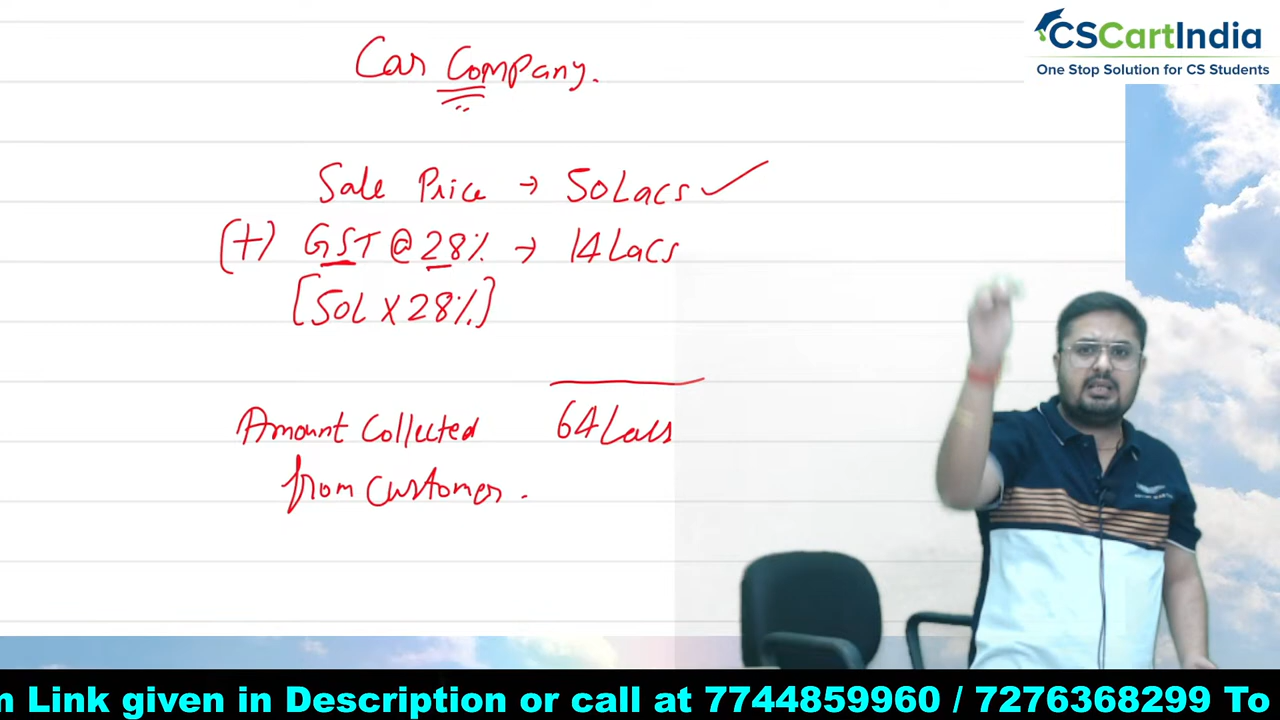 CSCartIndia
One Stop Solution for CS Students
Car Company.
Sale Price → 50Lacs ✓
(+) GST @ 28% → 14Lacs
[50L X 28%]
Amount Collected 64Lacs
from Customer.
m Link given in Description or call at 7744859960 / 7276368299 To